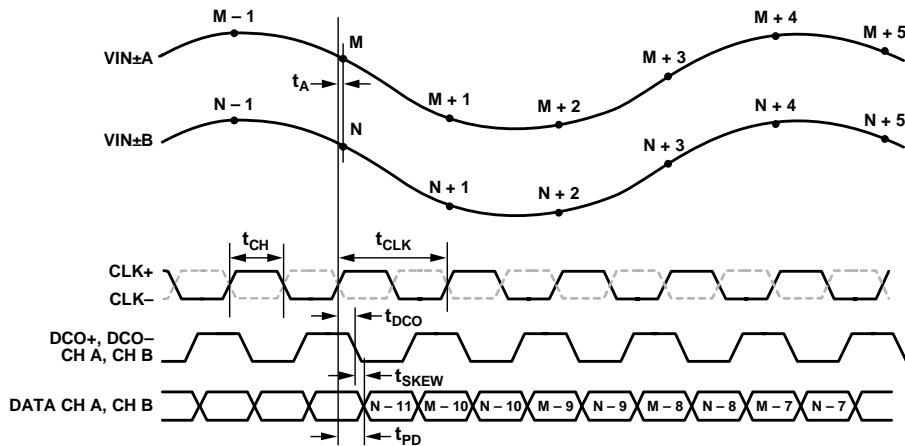 M – 1
M + 4
M + 5
M
VIN±A
M + 3
tA
M + 1
M + 2
N – 1
N + 4
N + 5
N
VIN±B
N + 3
N + 1
N + 2
tCH
tCLK
CLK+
CLK–
tDCO
DCO+, DCO–
CH A, CH B
tSKEW
DATA CH A, CH B
N – 11 M – 10 N – 10 M – 9 N – 9 M – 8 N – 8 M – 7 N – 7
tPD